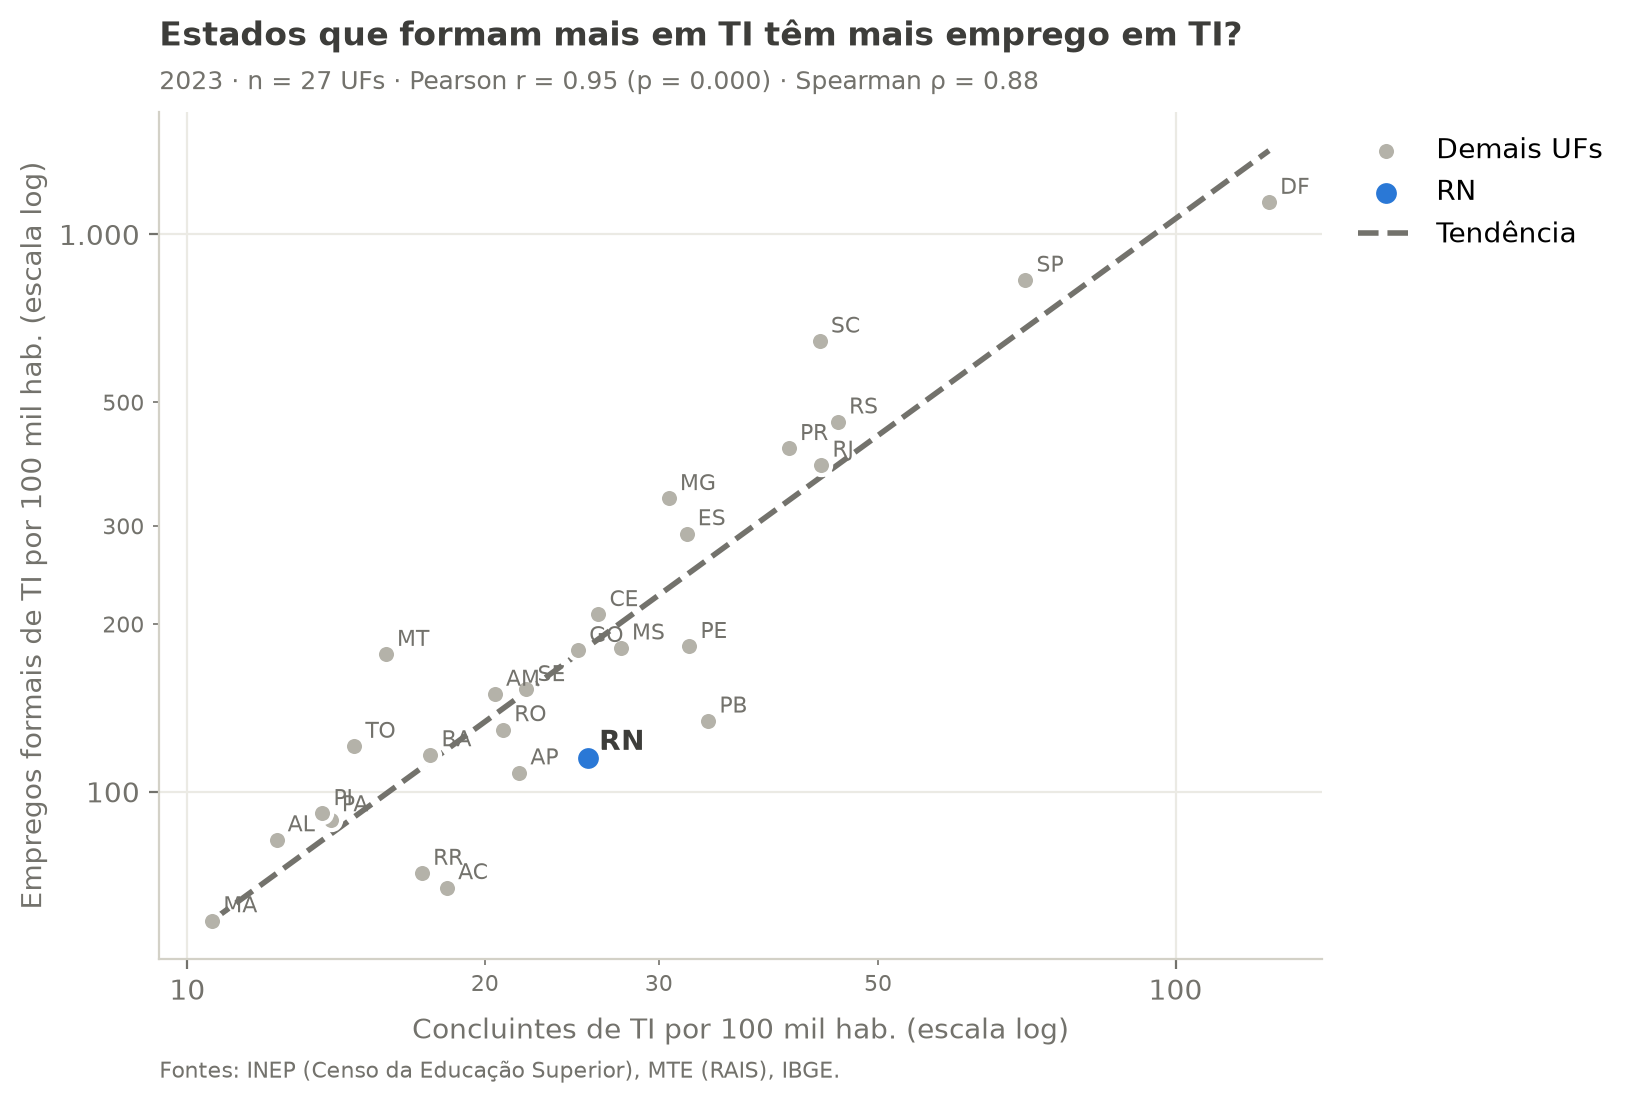 Estados que formam mais em TI têm mais emprego em TI?
2023 · n = 27 UFs · Pearson r = 0.95 (p = 0.000) · Spearman ρ = 0.88
Demais UFs
RN
Tendência
Empregos formais de TI por 100 mil hab. (escala log)
1.000
500
300
200
100
DF
SP
SC
RS
PR
RJ
MG
ES
CE
GO
MS
PE
MT
AM
SE
PB
RO
TO
BA
RN
AP
PI
PA
AL
RR
AC
MA
10
20
30
50
100
Concluintes de TI por 100 mil hab. (escala log)
Fontes: INEP (Censo da Educação Superior), MTE (RAIS), IBGE.